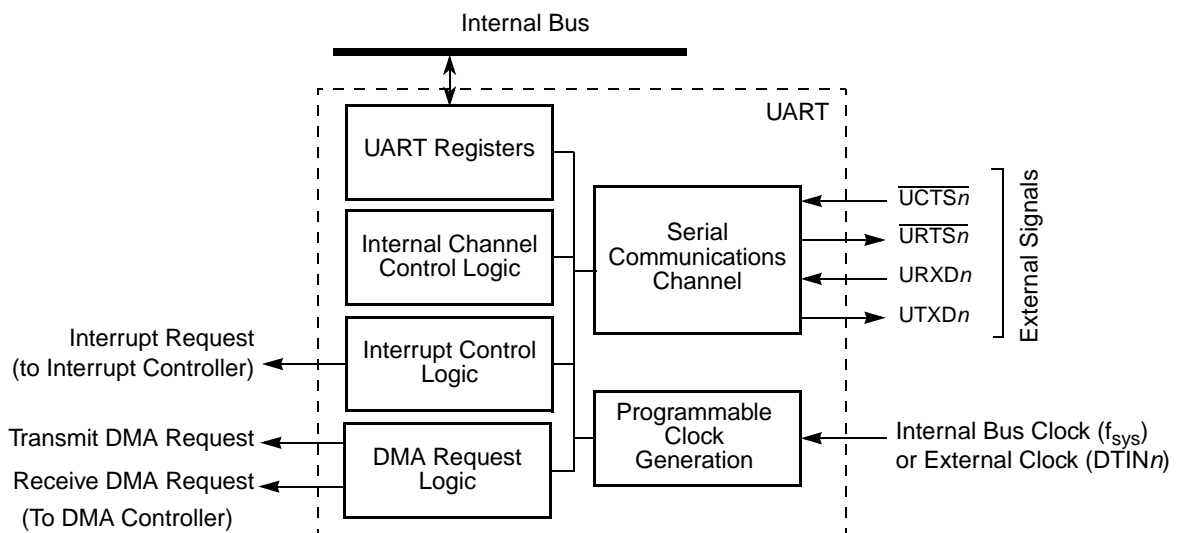 Internal Bus
UART
UART Registers
Internal Channel
Control Logic
Interrupt Control
Logic
DMA Request
Logic
Serial
Communications
Channel
Programmable
Clock
Generation
UCTSn
URTSn
URXDn
UTXDn
External Signals
Interrupt Request
(to Interrupt Controller)
Transmit DMA Request
Receive DMA Request
(To DMA Controller)
Internal Bus Clock (fsys)
or External Clock (DTINn)